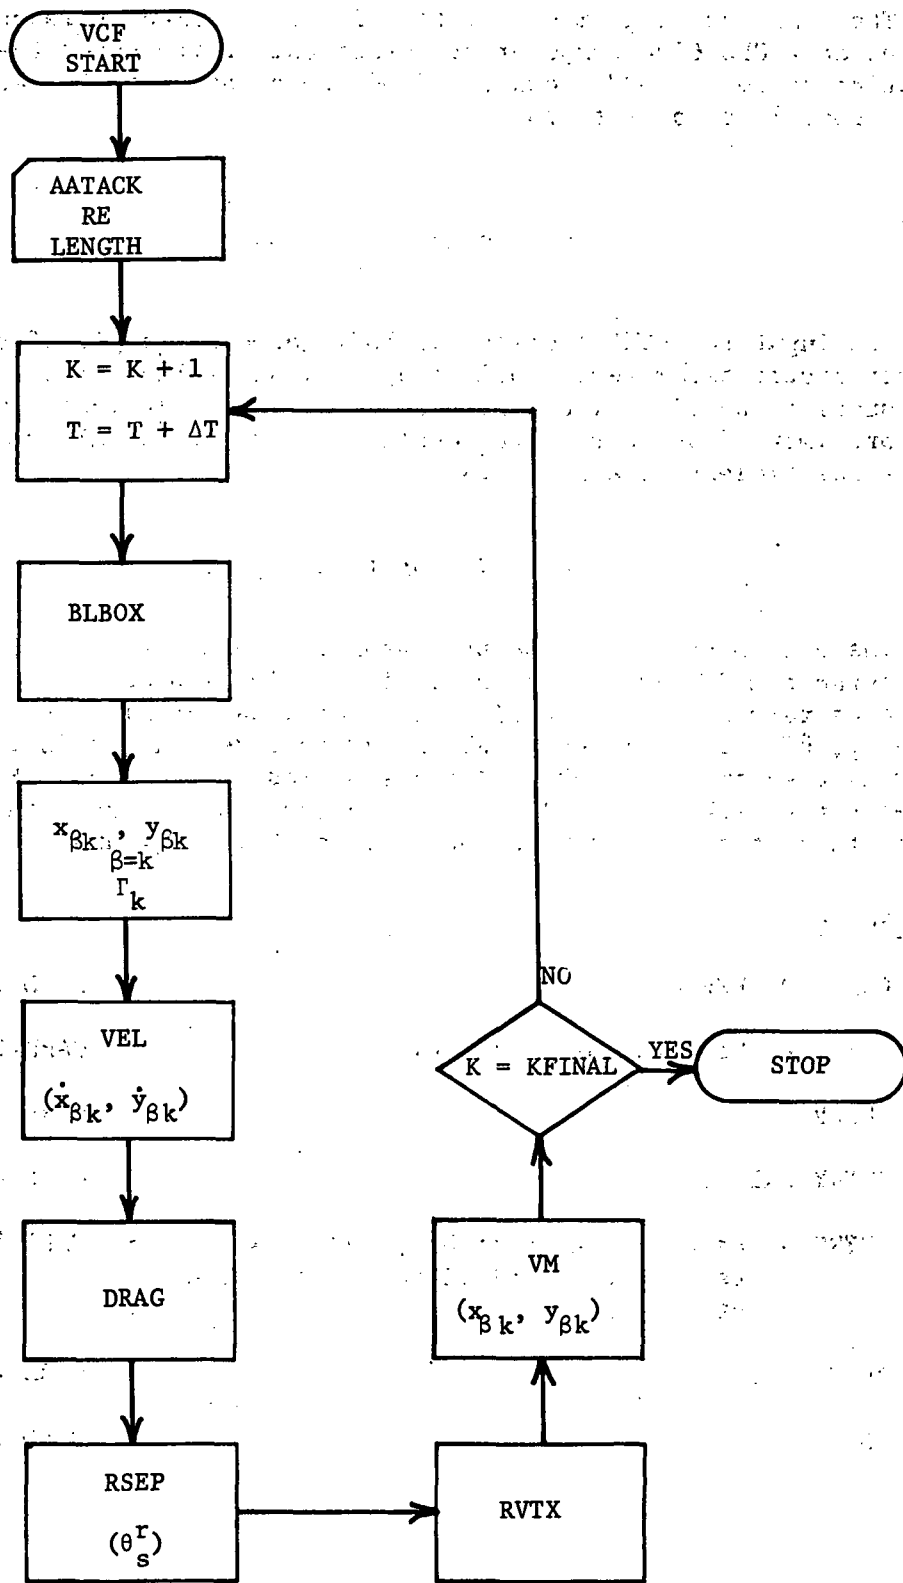 VCF
START
AATACK
RE
LENGTH
K = K + 1
T = T + ΔT
BLBOX
x_βk , y_βk
β=k
Γ_k
VEL
(ẋ_βk, ẏ_βk)
DRAG
RSEP
(θ_s^r)
RVTX
VM
(x_βk, y_βk)
K = KFINAL
NO
YES
STOP